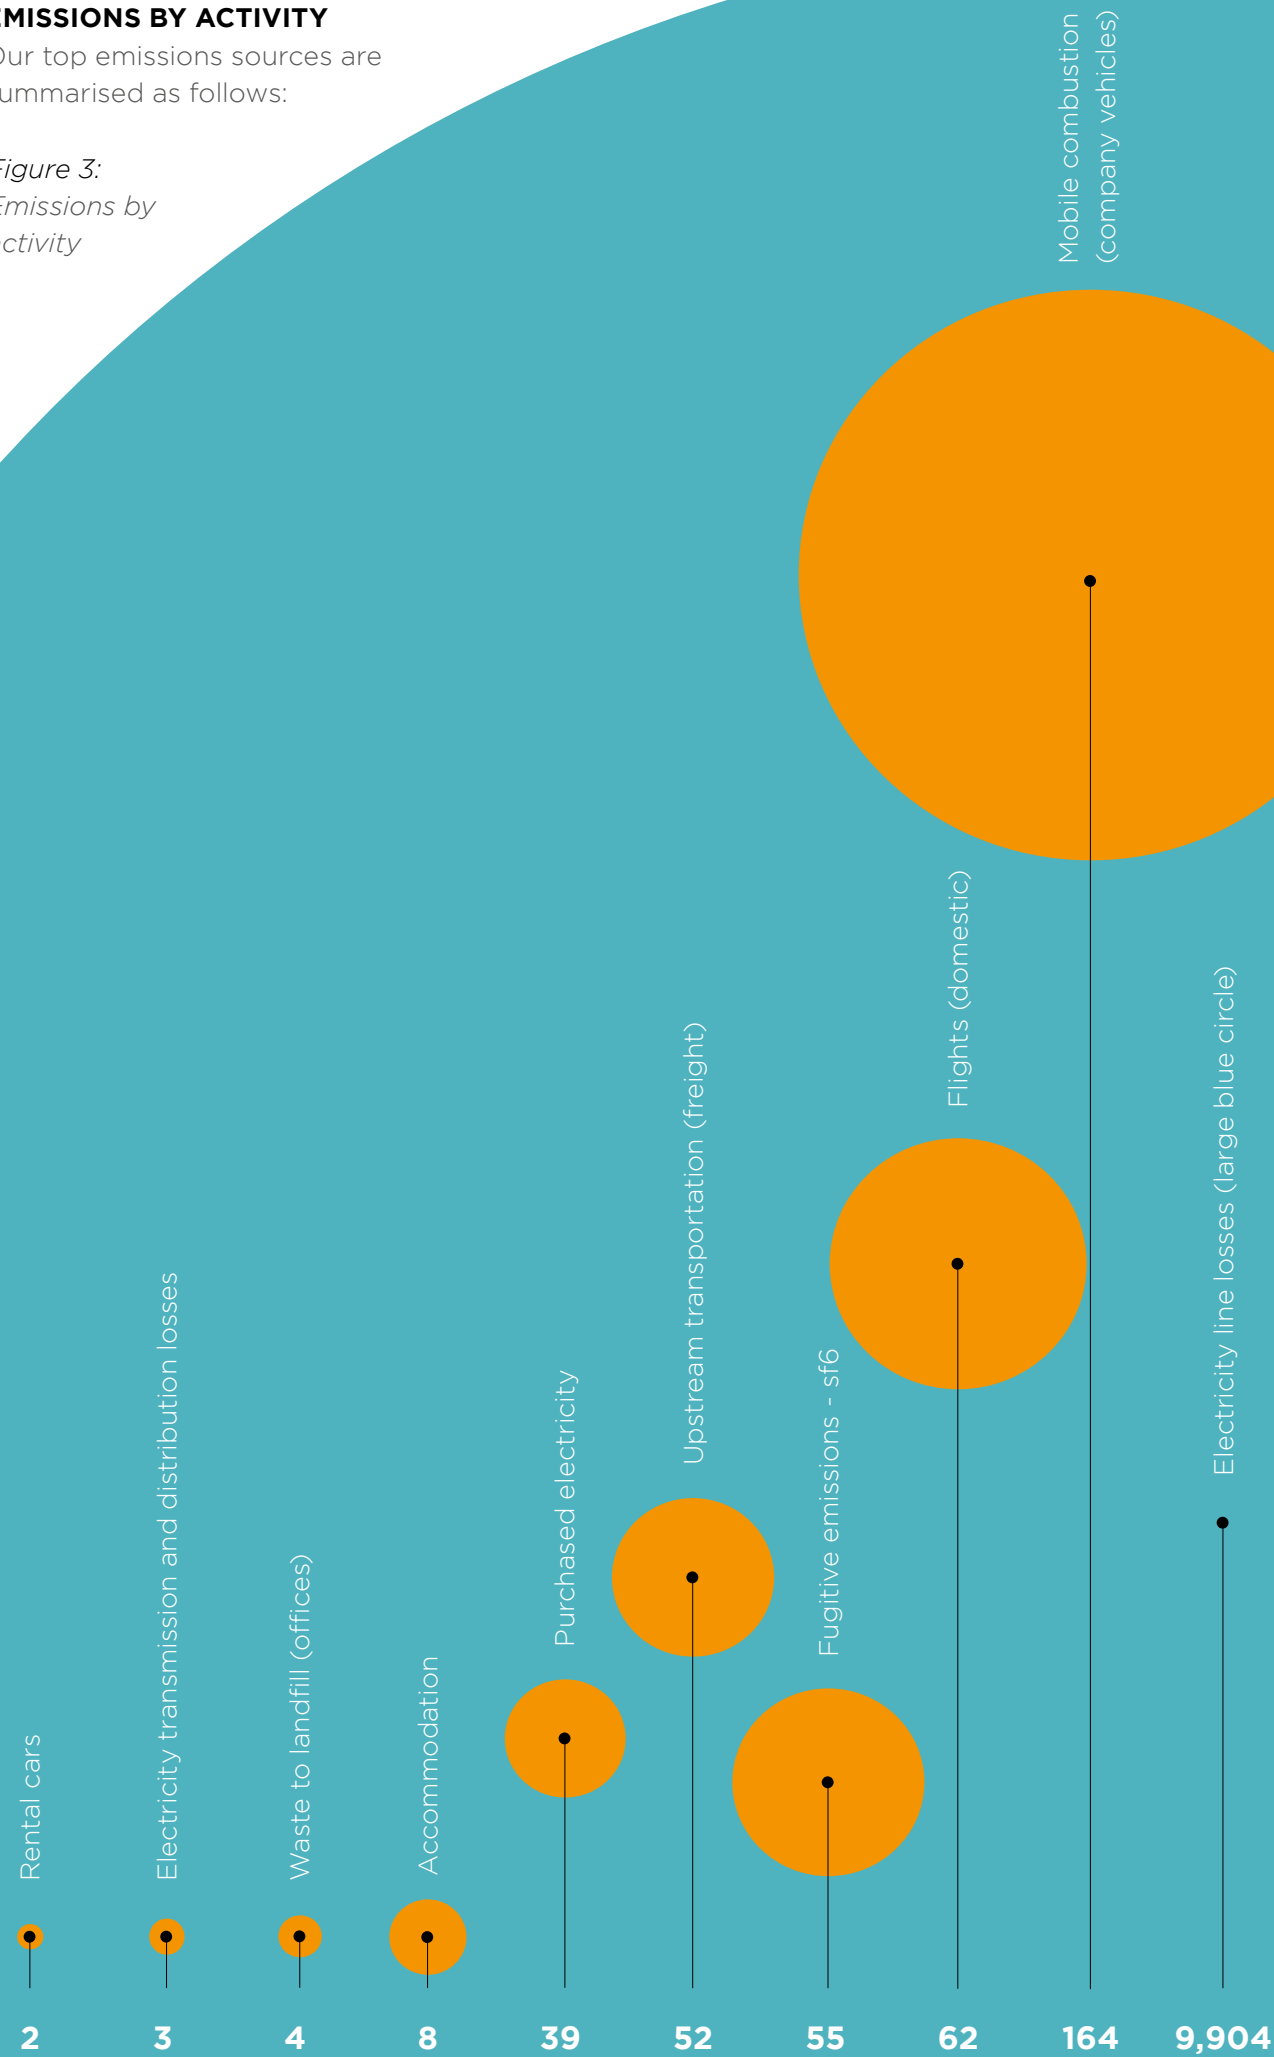 EMISSIONS BY ACTIVITY
Our top emissions sources are
summarised as follows:
Figure 3:
Emissions by
activity
Mobile combustion
(company vehicles)
Flights (domestic)
Electricity line losses (large blue circle)
Upstream transportation (freight)
Electricity transmission and distribution losses
Fugitive emissions - sf6
Purchased electricity
Waste to landfill (offices)
Accommodation
Rental cars
2 3 4 8 39 52 55 62 164 9,904